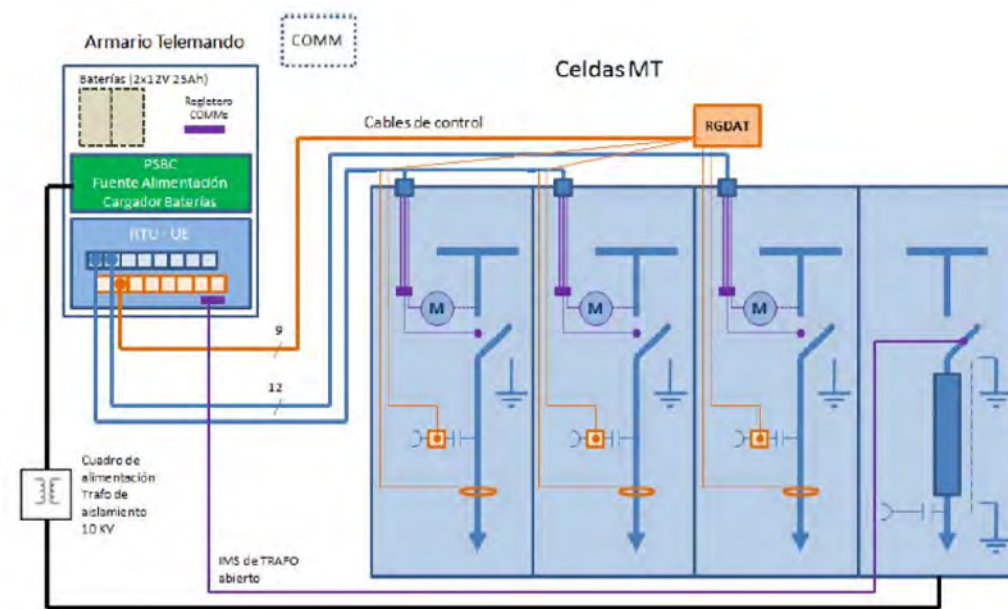 Armario Telemando
COMM
Celdas MT
Baterías (2x12V 25Ah)
Regletero
COMMs
Cables de control
RGDAT
PSBC
Fuente Alimentación
Cargador Baterías
RTU - UE
M
M
M
9
12
Cuadro de
alimentación
Trafo de
aislamiento
10 KV
IMS de TRAFO
abierto